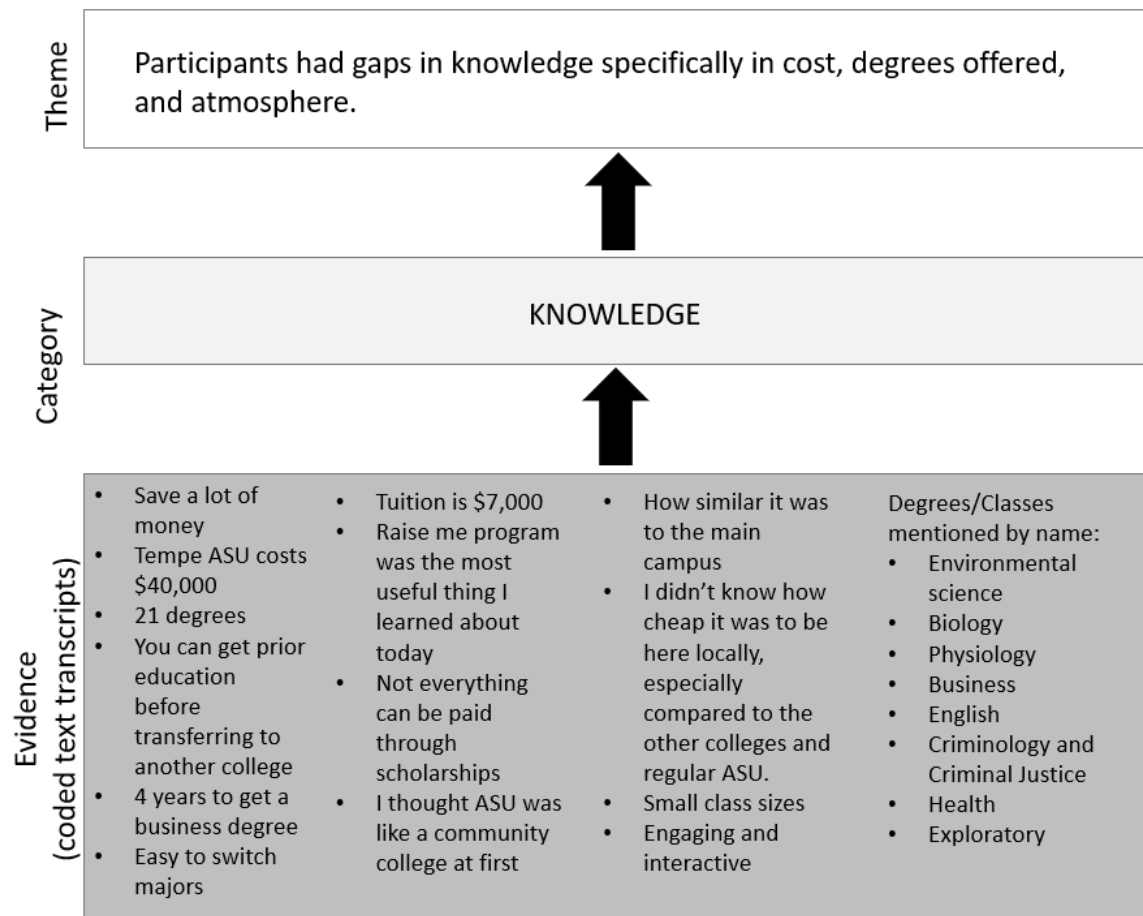 Theme
Participants had gaps in knowledge specifically in cost, degrees offered,
and atmosphere.
Category
KNOWLEDGE
Evidence
(coded text transcripts)
• Save a lot of
money
• Tempe ASU costs
$40,000
• 21 degrees
• You can get prior
education
before
transferring to
another college
• 4 years to get a
business degree
• Easy to switch
majors
• Tuition is $7,000
• Raise me program
was the most
useful thing I
learned about
today
• Not everything
can be paid
through
scholarships
• I thought ASU was
like a community
college at first
• How similar it was
to the main
campus
• I didn’t know how
cheap it was to be
here locally,
especially
compared to the
other colleges and
regular ASU.
• Small class sizes
• Engaging and
interactive
Degrees/Classes
mentioned by name:
• Environmental
science
• Biology
• Physiology
• Business
• English
• Criminology and
Criminal Justice
• Health
• Exploratory